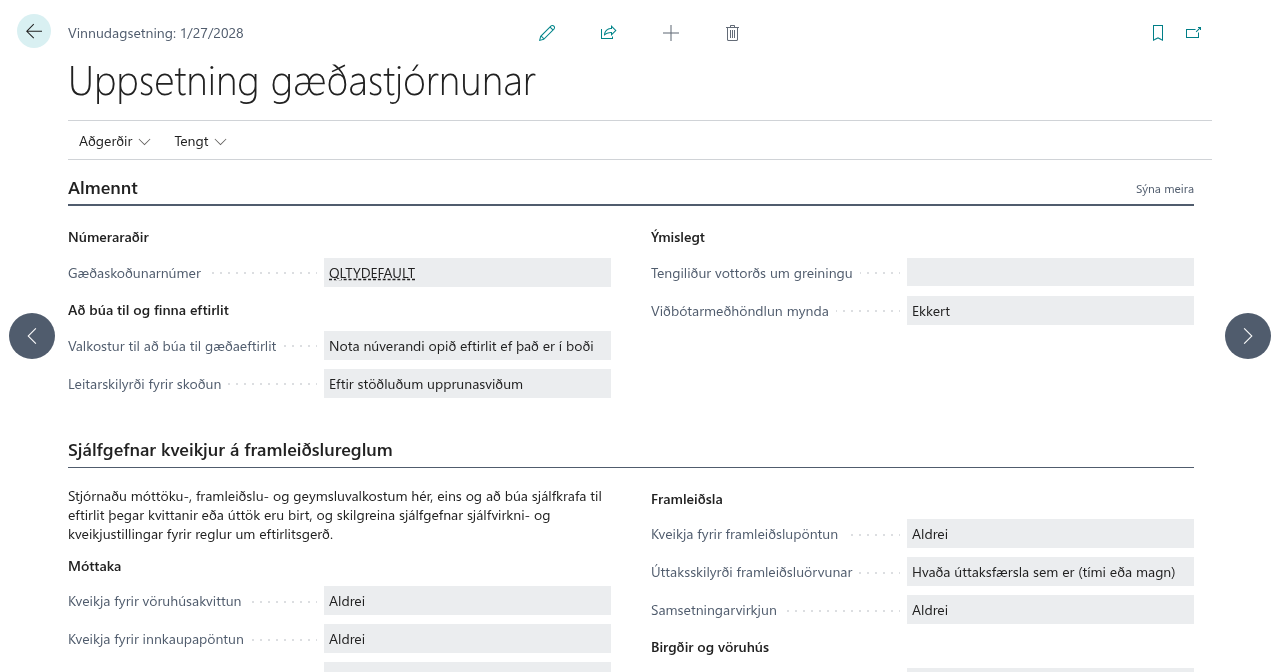 Vinnudagsetning: 1/27/2028
Uppsetning gæðastjórnunar
Aðgerðir
Tengt
Almennt
Sýna meira
Númeraraðir
Gæðaskoðunarnúmer
QLTYDEFAULT
Að búa til og finna eftirlit
Valkostur til að búa til gæðaeftirlit
Nota núverandi opið eftirlit ef það er í boði
Leitarskilyrði fyrir skoðun
Eftir stöðluðum upprunasviðum
Ýmislegt
Tengiliður vottorðs um greiningu
Viðbótarmeðhöndlun mynda
Ekkert
Sjálfgefnar kveikjur á framleiðslureglum
Stjórnaðu móttöku-, framleiðslu- og geymsluvalkostum hér, eins og að búa sjálfkrafa til
eftirlit þegar kvittanir eða úttök eru birt, og skilgreina sjálfgefnar sjálfvirkni- og
kveikjustillingar fyrir reglur um eftirlitsgerð.
Móttaka
Kveikja fyrir vöruhúsakvittun
Aldrei
Kveikja fyrir innkaupapöntun
Aldrei
Framleiðsla
Kveikja fyrir framleiðslupöntun
Aldrei
Úttaksskilyrði framleiðsluörvunar
Hvaða úttaksfærsla sem er (tími eða magn)
Samsetningarvirkjun
Aldrei
Birgðir og vöruhús